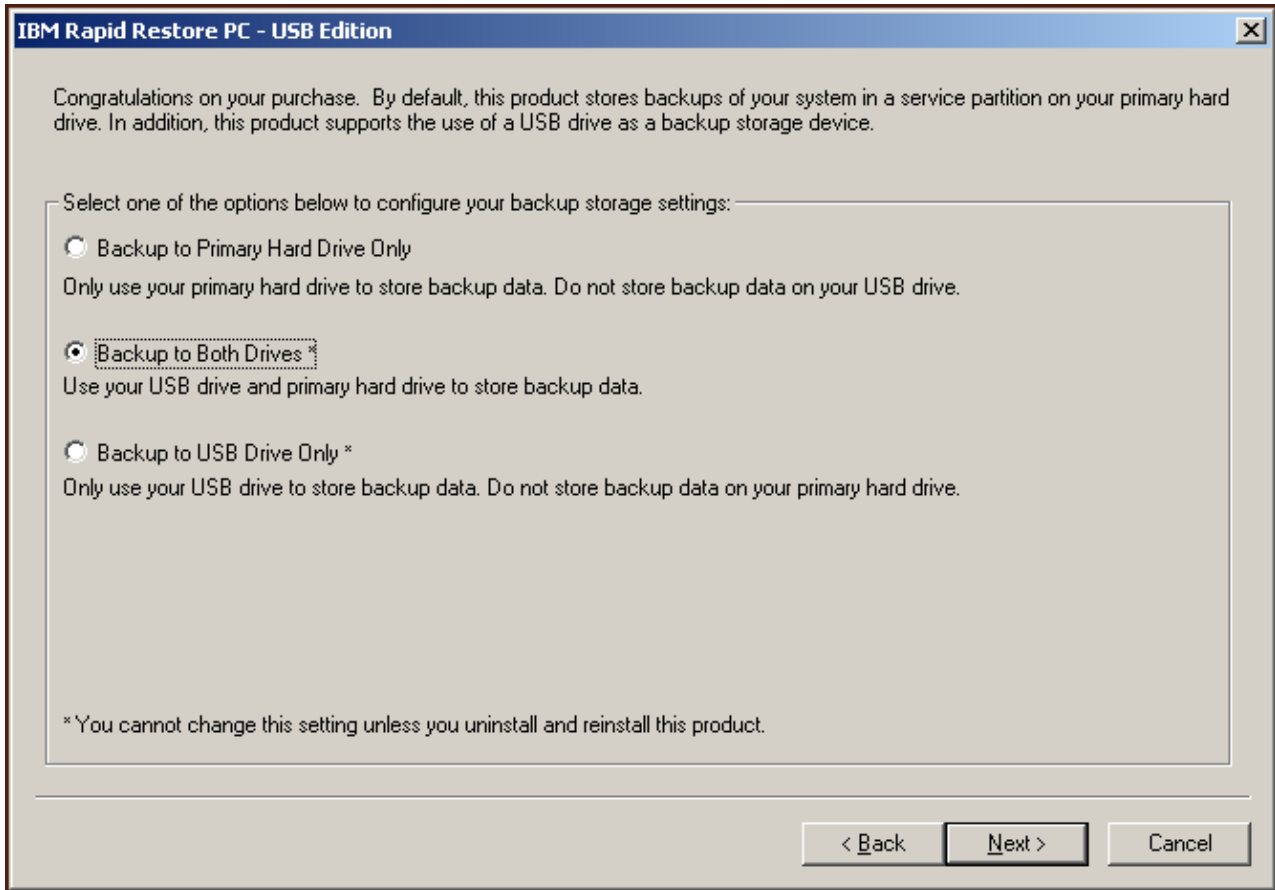 IBM Rapid Restore PC - USB Edition
Congratulations on your purchase.  By default, this product stores backups of your system in a service partition on your primary hard
drive. In addition, this product supports the use of a USB drive as a backup storage device.
Select one of the options below to configure your backup storage settings:
Backup to Primary Hard Drive Only
Only use your primary hard drive to store backup data. Do not store backup data on your USB drive.
Backup to Both Drives *
Use your USB drive and primary hard drive to store backup data.
Backup to USB Drive Only *
Only use your USB drive to store backup data. Do not store backup data on your primary hard drive.
* You cannot change this setting unless you uninstall and reinstall this product.
< Back
Next >
Cancel